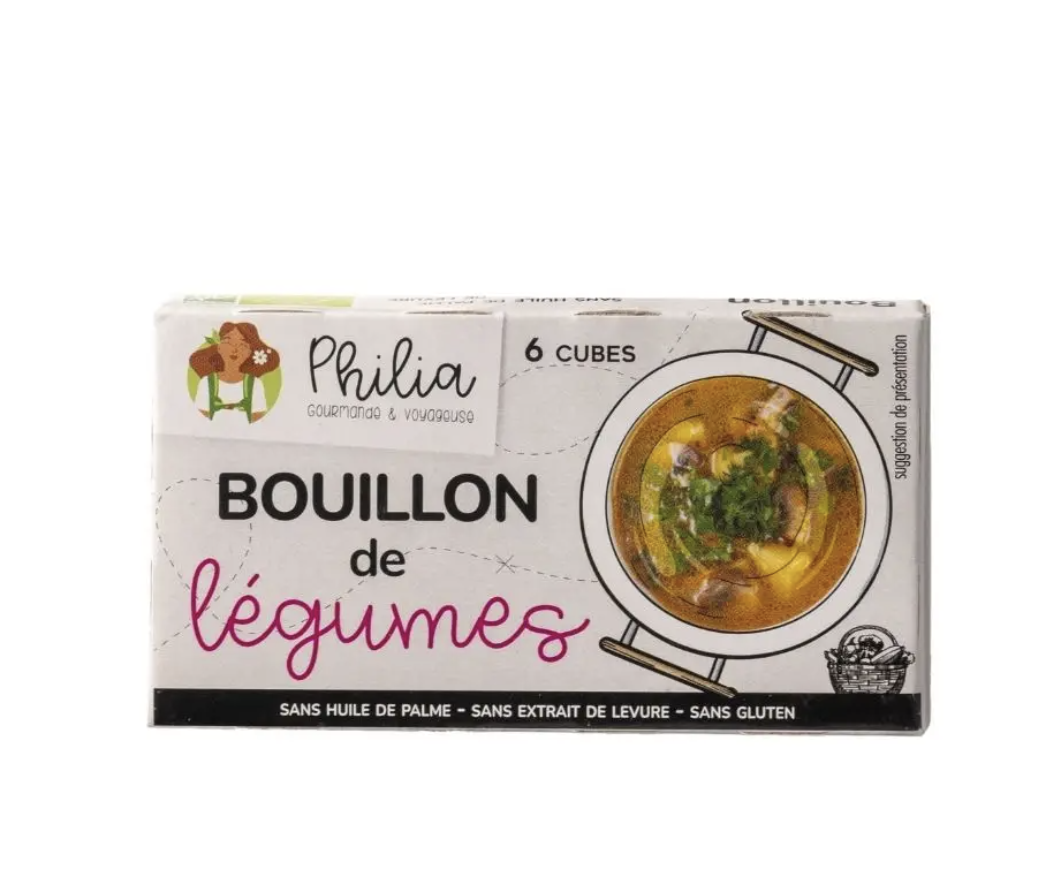 Philia
GOURMANDE & VOYAGEUSE
6 CUBES
BOUILLON
de
légumes
suggestion de présentation
SANS HUILE DE PALME - SANS EXTRAIT DE LEVURE - SANS GLUTEN
Bouillon